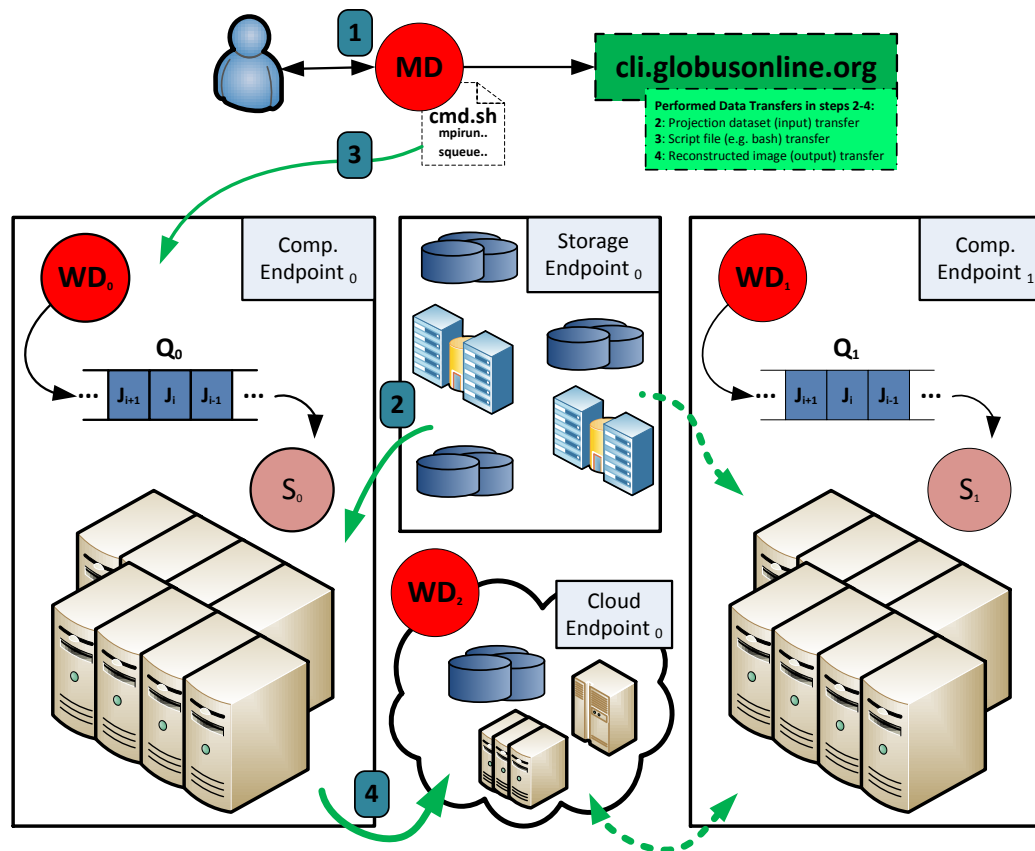 1
MD
cli.globusonline.org
Performed Data Transfers in steps 2-4:
2: Projection dataset (input) transfer
3: Script file (e.g. bash) transfer
4: Reconstructed image (output) transfer
cmd.sh
mpirun..
squeue..
3
WD0
Comp.
Endpoint 0
Storage
Endpoint 0
WD1
Comp.
Endpoint 1
Q0
... Ji+1 Ji Ji-1 ...
Q1
... Ji+1 Ji Ji-1 ...
2
S0
S1
WD2
Cloud
Endpoint 0
4